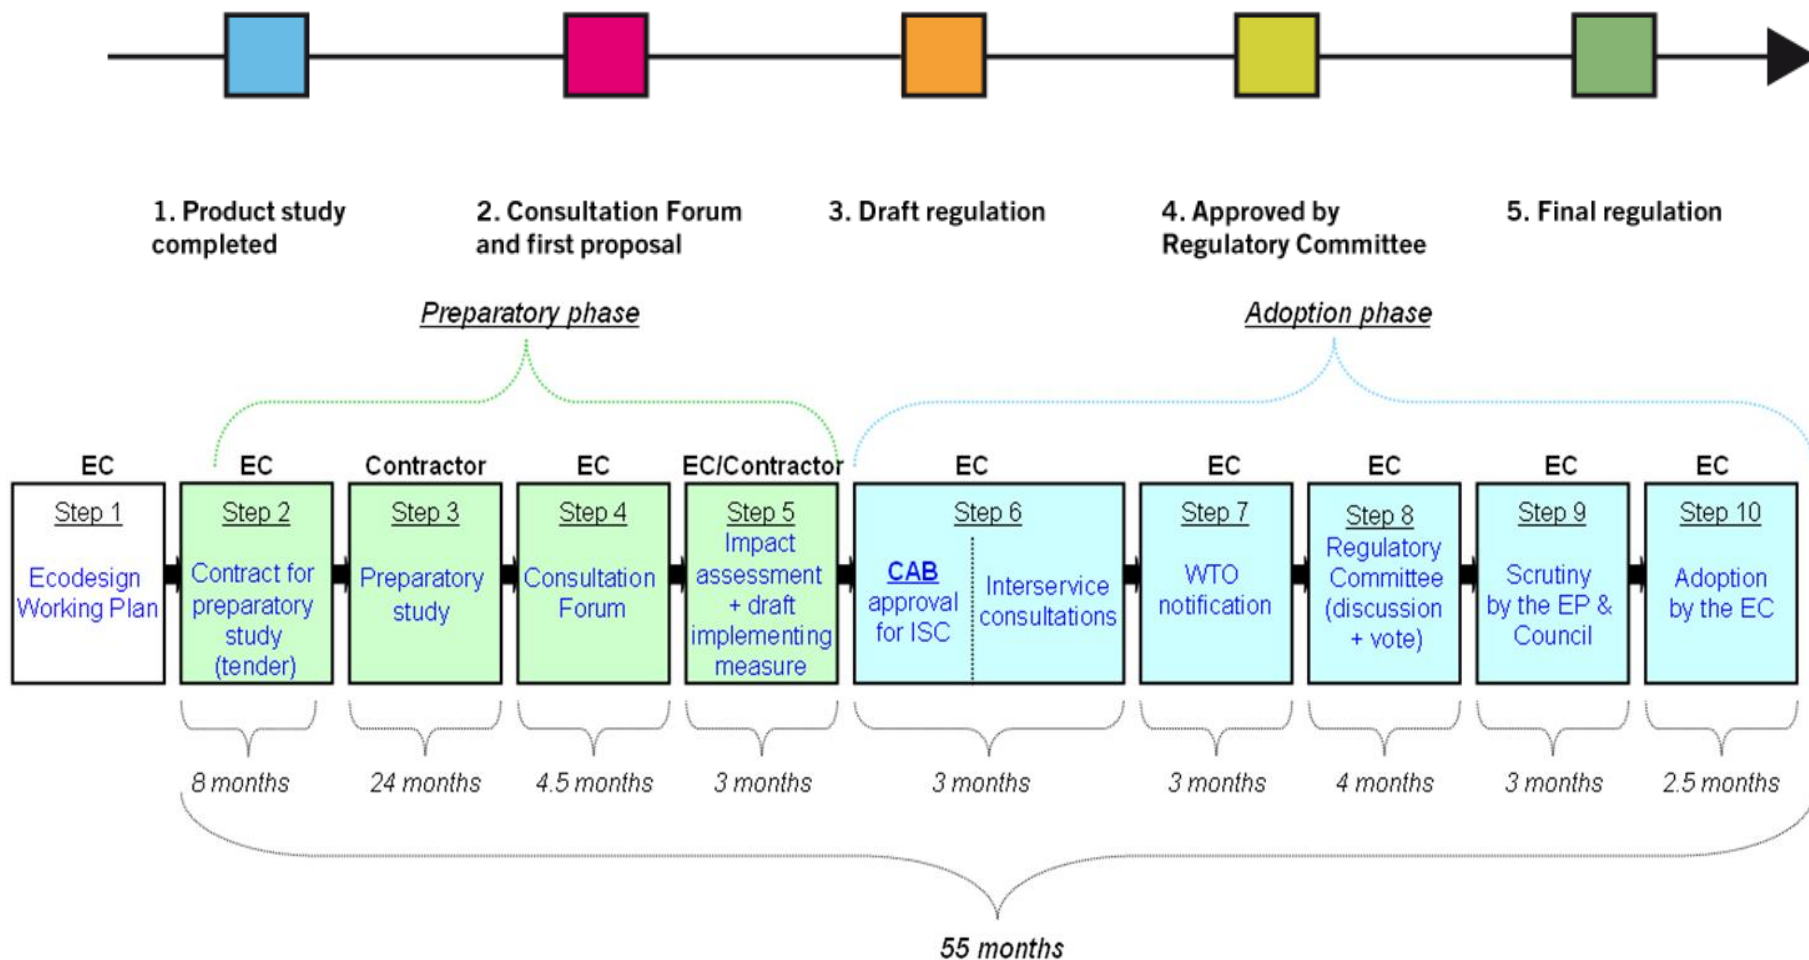 1. Product study
completed
2. Consultation Forum
and first proposal
3. Draft regulation
4. Approved by
Regulatory Committee
5. Final regulation
Preparatory phase
Adoption phase
EC
Step 1
Ecodesign
Working Plan
EC
Step 2
Contract for
preparatory
study
(tender)
8 months
Contractor
Step 3
Preparatory
study
24 months
EC
Step 4
Consultation
Forum
4.5 months
EC/Contractor
Step 5
Impact
assessment
+ draft
implementing
measure
3 months
EC
Step 6
CAB
approval
for ISC
Interservice
consultations
3 months
EC
Step 7
WTO
notification
3 months
EC
Step 8
Regulatory
Committee
(discussion
+ vote)
4 months
EC
Step 9
Scrutiny
by the EP &
Council
3 months
EC
Step 10
Adoption
by the EC
2.5 months
55 months